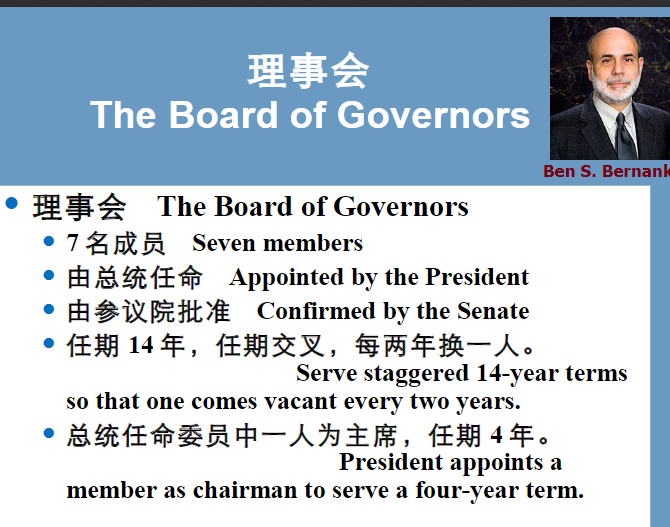 理事会
The Board of Governors
Ben S. Bernank
理事会 The Board of Governors
7 名成员 Seven members
由总统任命 Appointed by the President
由参议院批准 Confirmed by the Senate
任期 14 年，任期交叉，每两年换一人。
Serve staggered 14-year terms
so that one comes vacant every two years.
总统任命委员中一人为主席，任期 4 年。
President appoints a
member as chairman to serve a four-year term.